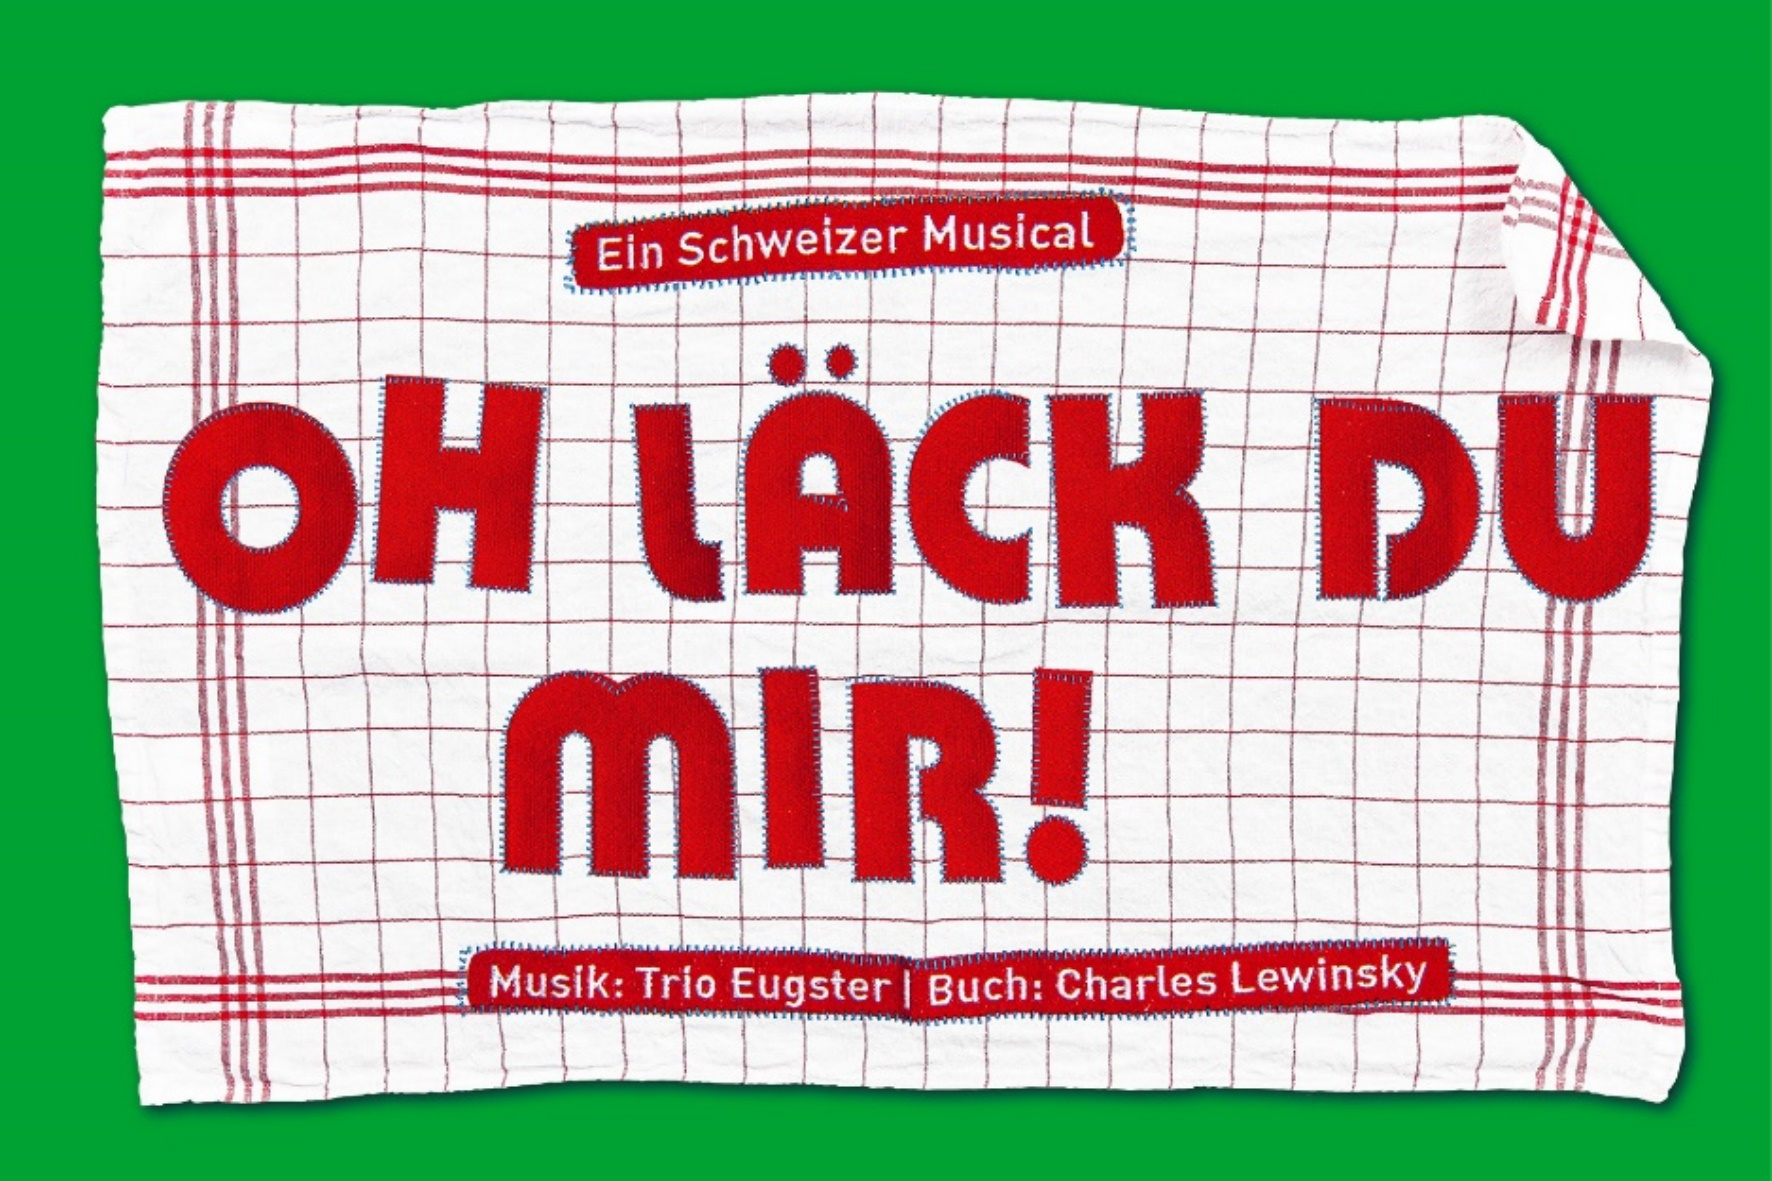 Ein Schweizer Musical
OH LÄCK DU
MIR!
Musik: Trio Eugster | Buch: Charles Lewinsky